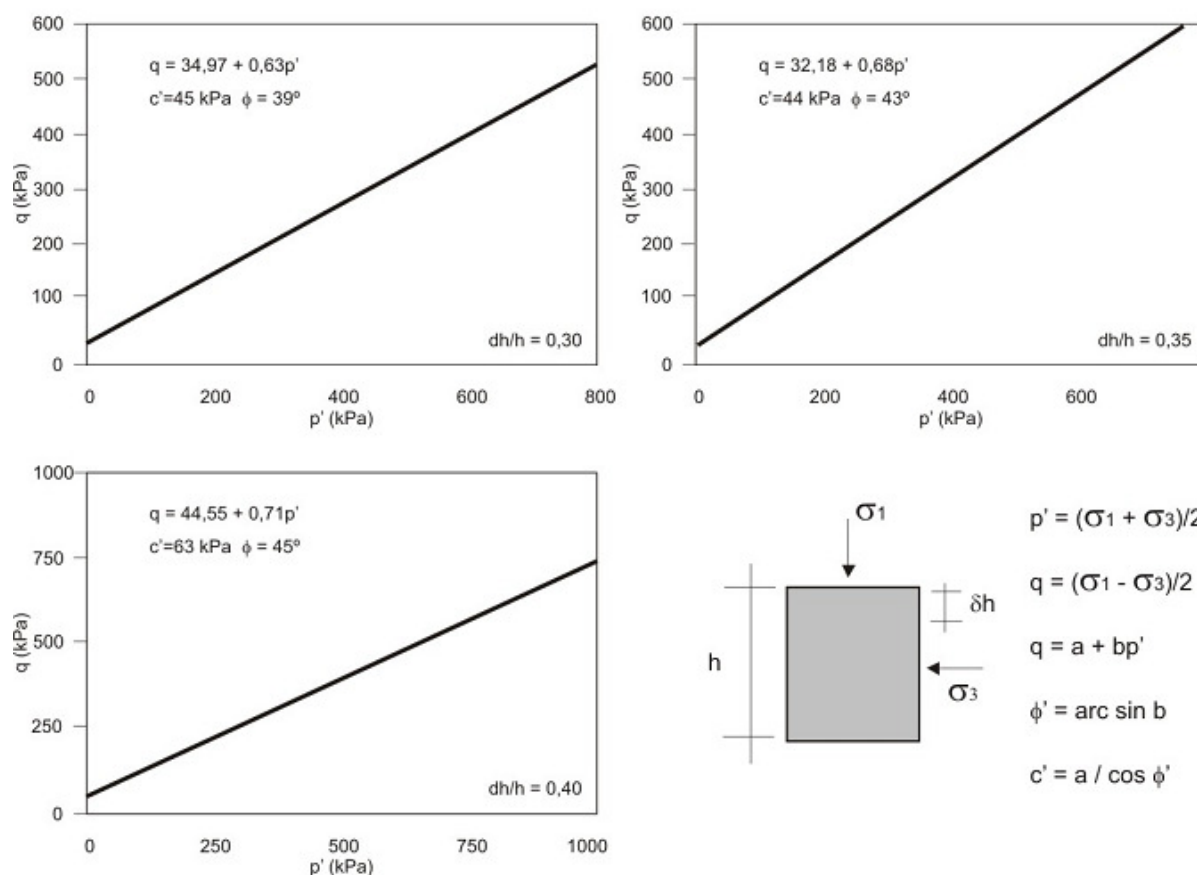 600
500
400
300
200
100
0
q (kPa)
q = 34,97 + 0,63p'
c'=45 kPa ϕ = 39º
dh/h = 0,30
0 200 400 600 800
p' (kPa)
600
500
400
300
200
100
0
q (kPa)
q = 32,18 + 0,68p'
c'=44 kPa ϕ = 43º
dh/h = 0,35
0 200 400 600
p' (kPa)
1000
750
500
250
0
q (kPa)
q = 44,55 + 0,71p'
c'=63 kPa ϕ = 45º
dh/h = 0,40
0 250 500 750 1000
p' (kPa)
σ1
δh
h
σ3
p' = (σ1 + σ3)/2
q = (σ1 - σ3)/2
q = a + bp'
ϕ' = arc sin b
c' = a / cos ϕ'